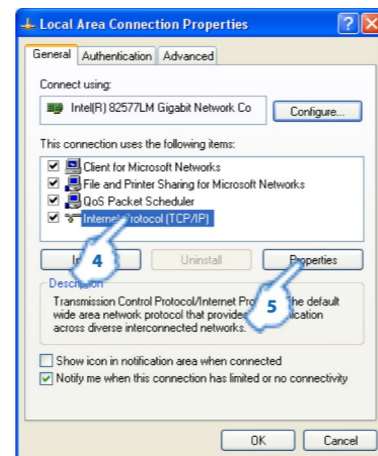 Local Area Connection Properties
General Authentication Advanced
Connect using:
Intel(R) 82577LM Gigabit Network Co
Configure...
This connection uses the following items:
Client for Microsoft Networks
File and Printer Sharing for Microsoft Networks
QoS Packet Scheduler
Internet Protocol (TCP/IP)
4
Uninstall
Properties
5
Description
Transmission Control Protocol/Internet default
wide area network protocol that provides
across diverse interconnected networks.
Show icon in notification area when connected
Notify me when this connection has limited or no connectivity
OK Cancel